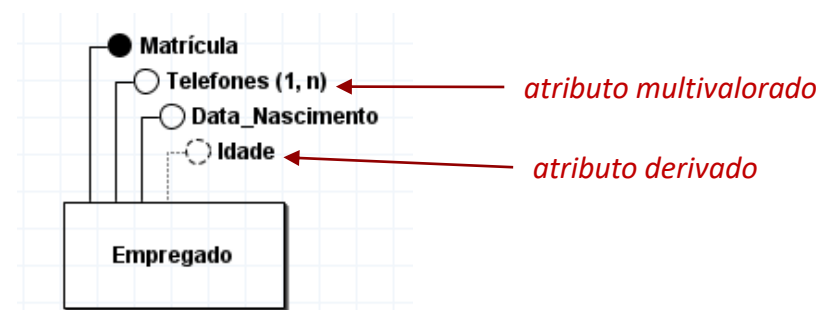 Matrícula
Telefones (1, n)
atributo multivalorado
Data_Nascimento
Idade
atributo derivado
Empregado